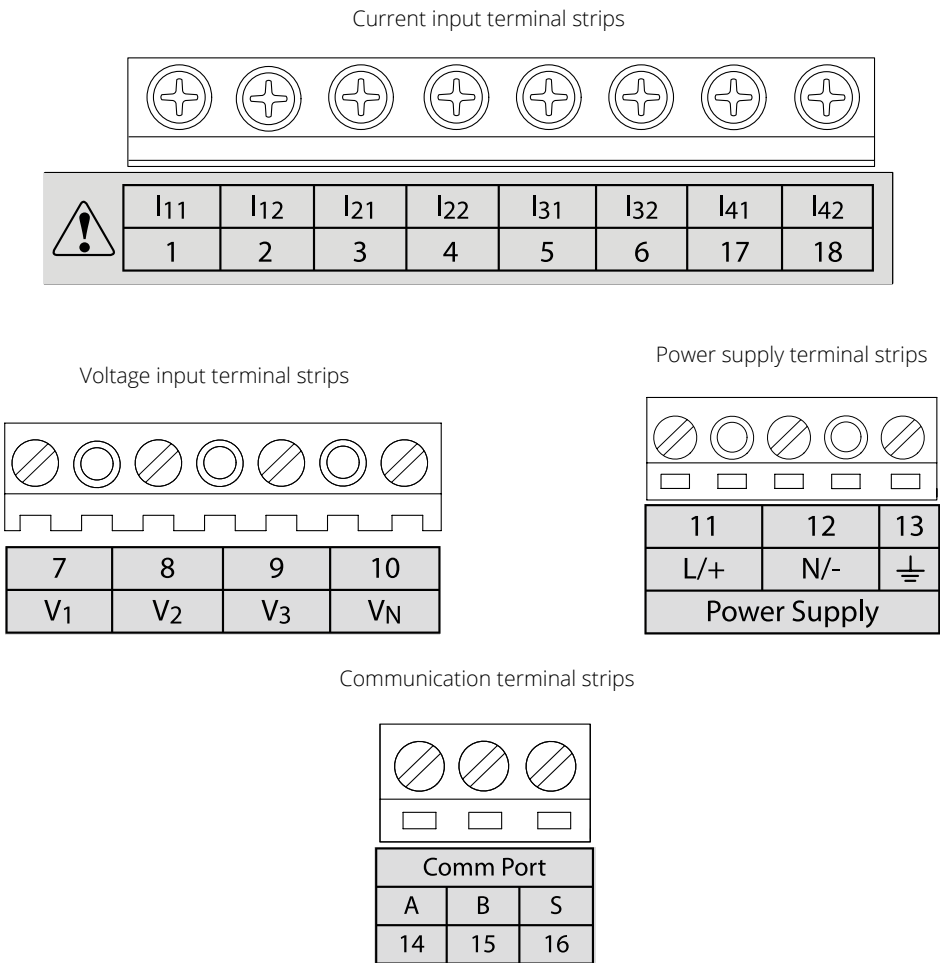 Current input terminal strips
I11 I12 I21 I22 I31 I32 I41 I42
1 2 3 4 5 6 17 18
Voltage input terminal strips
7 8 9 10
V1 V2 V3 VN
Power supply terminal strips
11 12 13
L/+ N/-
Power Supply
Communication terminal strips
Comm Port
A B S
14 15 16